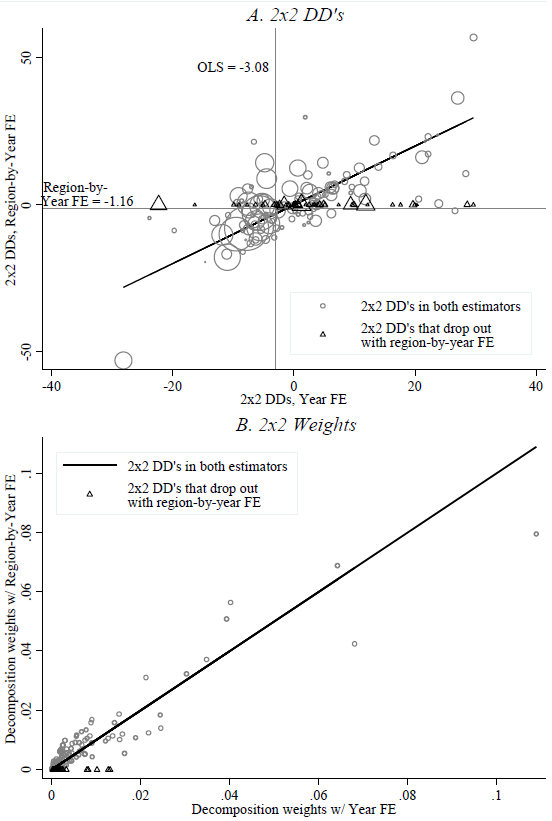 A. 2x2 DD's
2x2 DDs, Region-by-Year FE
50
0
-50
OLS = -3.08
Region-by-
Year FE = -1.16
2x2 DD's in both estimators
2x2 DD's that drop out
with region-by-year FE
-40 -20 0 20 40
2x2 DDs, Year FE
B. 2x2 Weights
Decomposition weights w/ Region-by-Year FE
.1
.08
.06
.04
.02
0
2x2 DD's in both estimators
2x2 DD's that drop out
with region-by-year FE
0 .02 .04 .06 .08 .1
Decomposition weights w/ Year FE